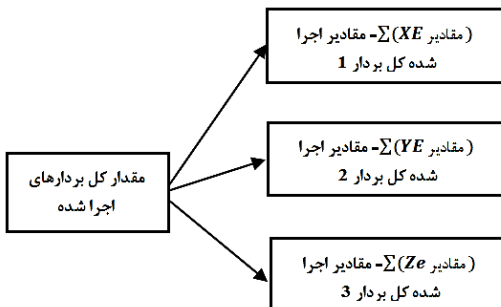 مقادیر اجرا -∑(XE مقادیر)
شده کل بردار 1
مقادیر اجرا -∑(YE مقادیر)
شده کل بردار 2
مقدار کل بردارهای
اجرا شده
مقادیر اجرا -∑(Ze مقادیر)
شده کل بردار 3